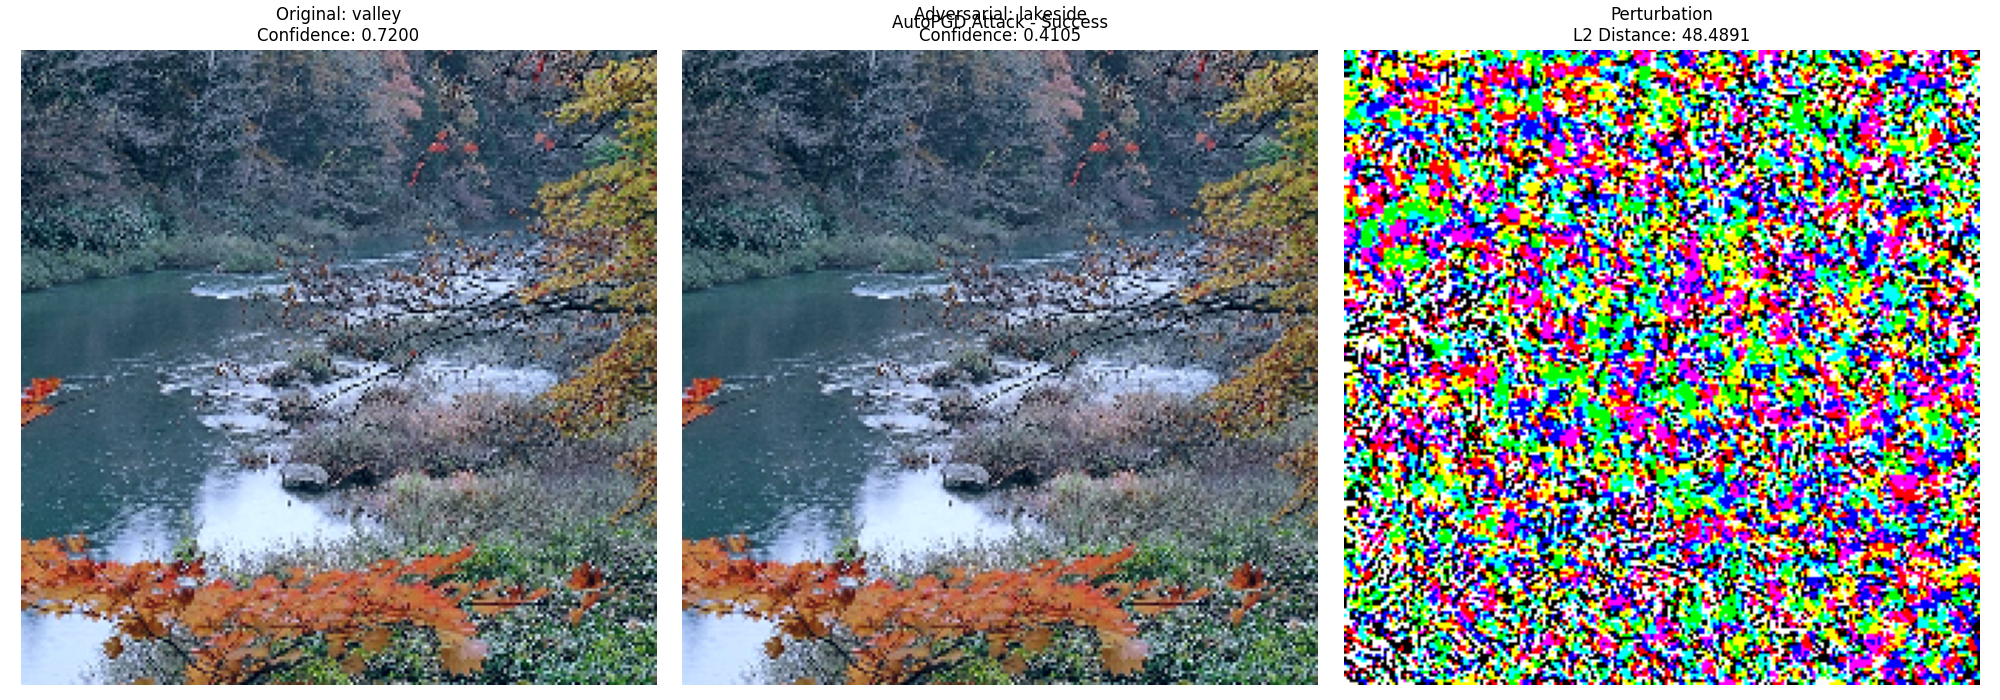 Original: valley
Confidence: 0.7200
AutoPGD Attack - Success
Adversarial: lakeside
Confidence: 0.4105
Perturbation
L2 Distance: 48.4891